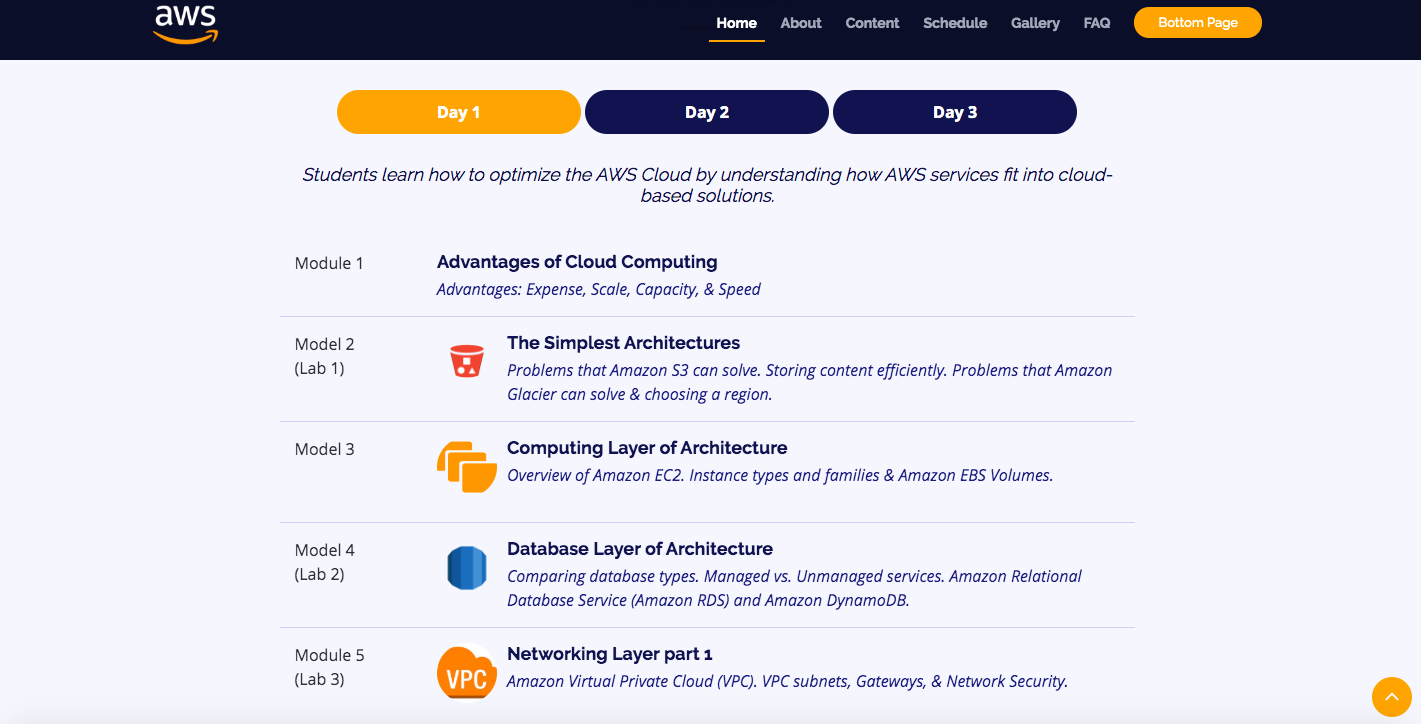 aws
Home About Content Schedule Gallery FAQ Bottom Page
Day 1 Day 2 Day 3
Students learn how to optimize the AWS Cloud by understanding how AWS services fit into cloud-
based solutions.
Module 1
Advantages of Cloud Computing
Advantages: Expense, Scale, Capacity, & Speed
Model 2
(Lab 1)
The Simplest Architectures
Problems that Amazon S3 can solve. Storing content efficiently. Problems that Amazon
Glacier can solve & choosing a region.
Model 3
Computing Layer of Architecture
Overview of Amazon EC2. Instance types and families & Amazon EBS Volumes.
Model 4
(Lab 2)
Database Layer of Architecture
Comparing database types. Managed vs. Unmanaged services. Amazon Relational
Database Service (Amazon RDS) and Amazon DynamoDB.
Module 5
(Lab 3)
VPC
Networking Layer part 1
Amazon Virtual Private Cloud (VPC). VPC subnets, Gateways, & Network Security.